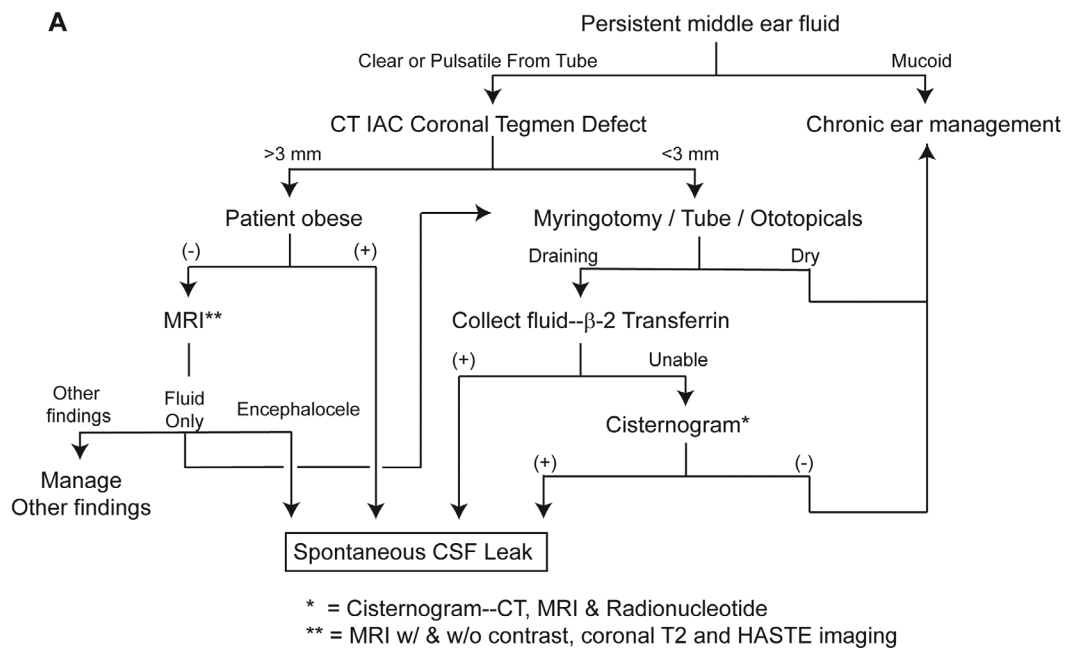 A
Persistent middle ear fluid
Clear or Pulsatile From Tube
Mucoid
CT IAC Coronal Tegmen Defect
Chronic ear management
>3 mm
<3 mm
Patient obese
Myringotomy / Tube / Ototopicals
(-)
(+)
Draining
Dry
MRI**
Collect fluid--β-2 Transferrin
(+)
Unable
Other
findings
Fluid
Only
Encephalocele
Cisternogram*
Manage
Other findings
(+)
(-)
Spontaneous CSF Leak
* = Cisternogram--CT, MRI & Radionucleotide
** = MRI w/ & w/o contrast, coronal T2 and HASTE imaging